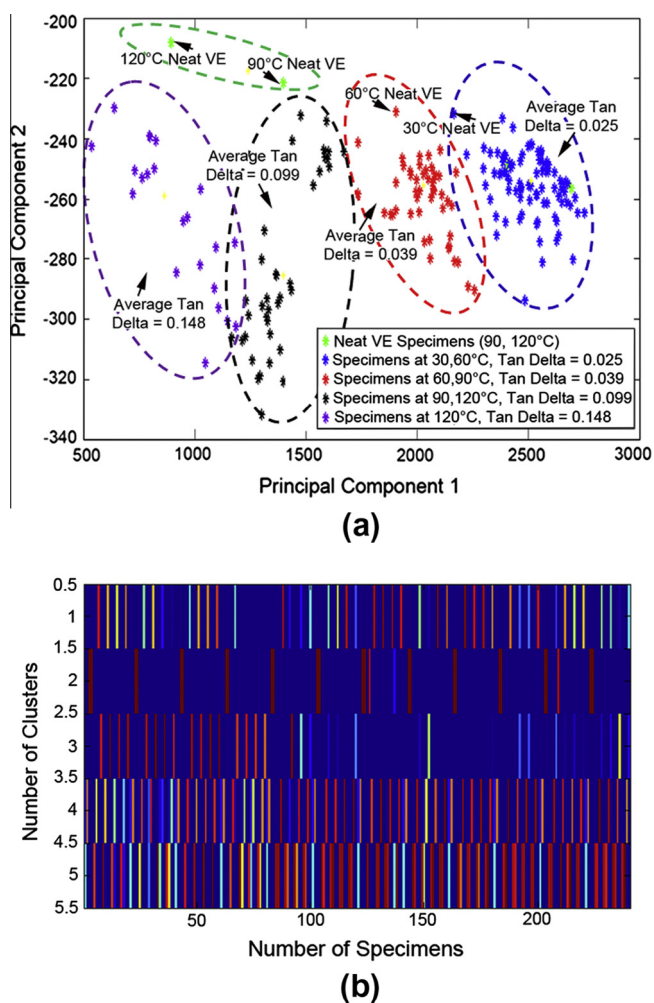 (a)
-200
-220
-240
-260
-280
-300
-320
-340
Principal Component 2
120°C Neat VE
90°C Neat VE
60°C Neat VE
30°C Neat VE
Average Tan
Delta = 0.025
Average Tan
Delta = 0.099
Average Tan
Delta = 0.039
Average Tan
Delta = 0.148
Neat VE Specimens (90, 120°C)
Specimens at 30,60°C, Tan Delta = 0.025
Specimens at 60,90°C, Tan Delta = 0.039
Specimens at 90,120°C, Tan Delta = 0.099
Specimens at 120°C, Tan Delta = 0.148
500 1000 1500 2000 2500 3000
Principal Component 1
(a)
0.5
1
1.5
2
2.5
3
3.5
4
4.5
5
5.5
Number of Clusters
50 100 150 200
Number of Specimens
(b)